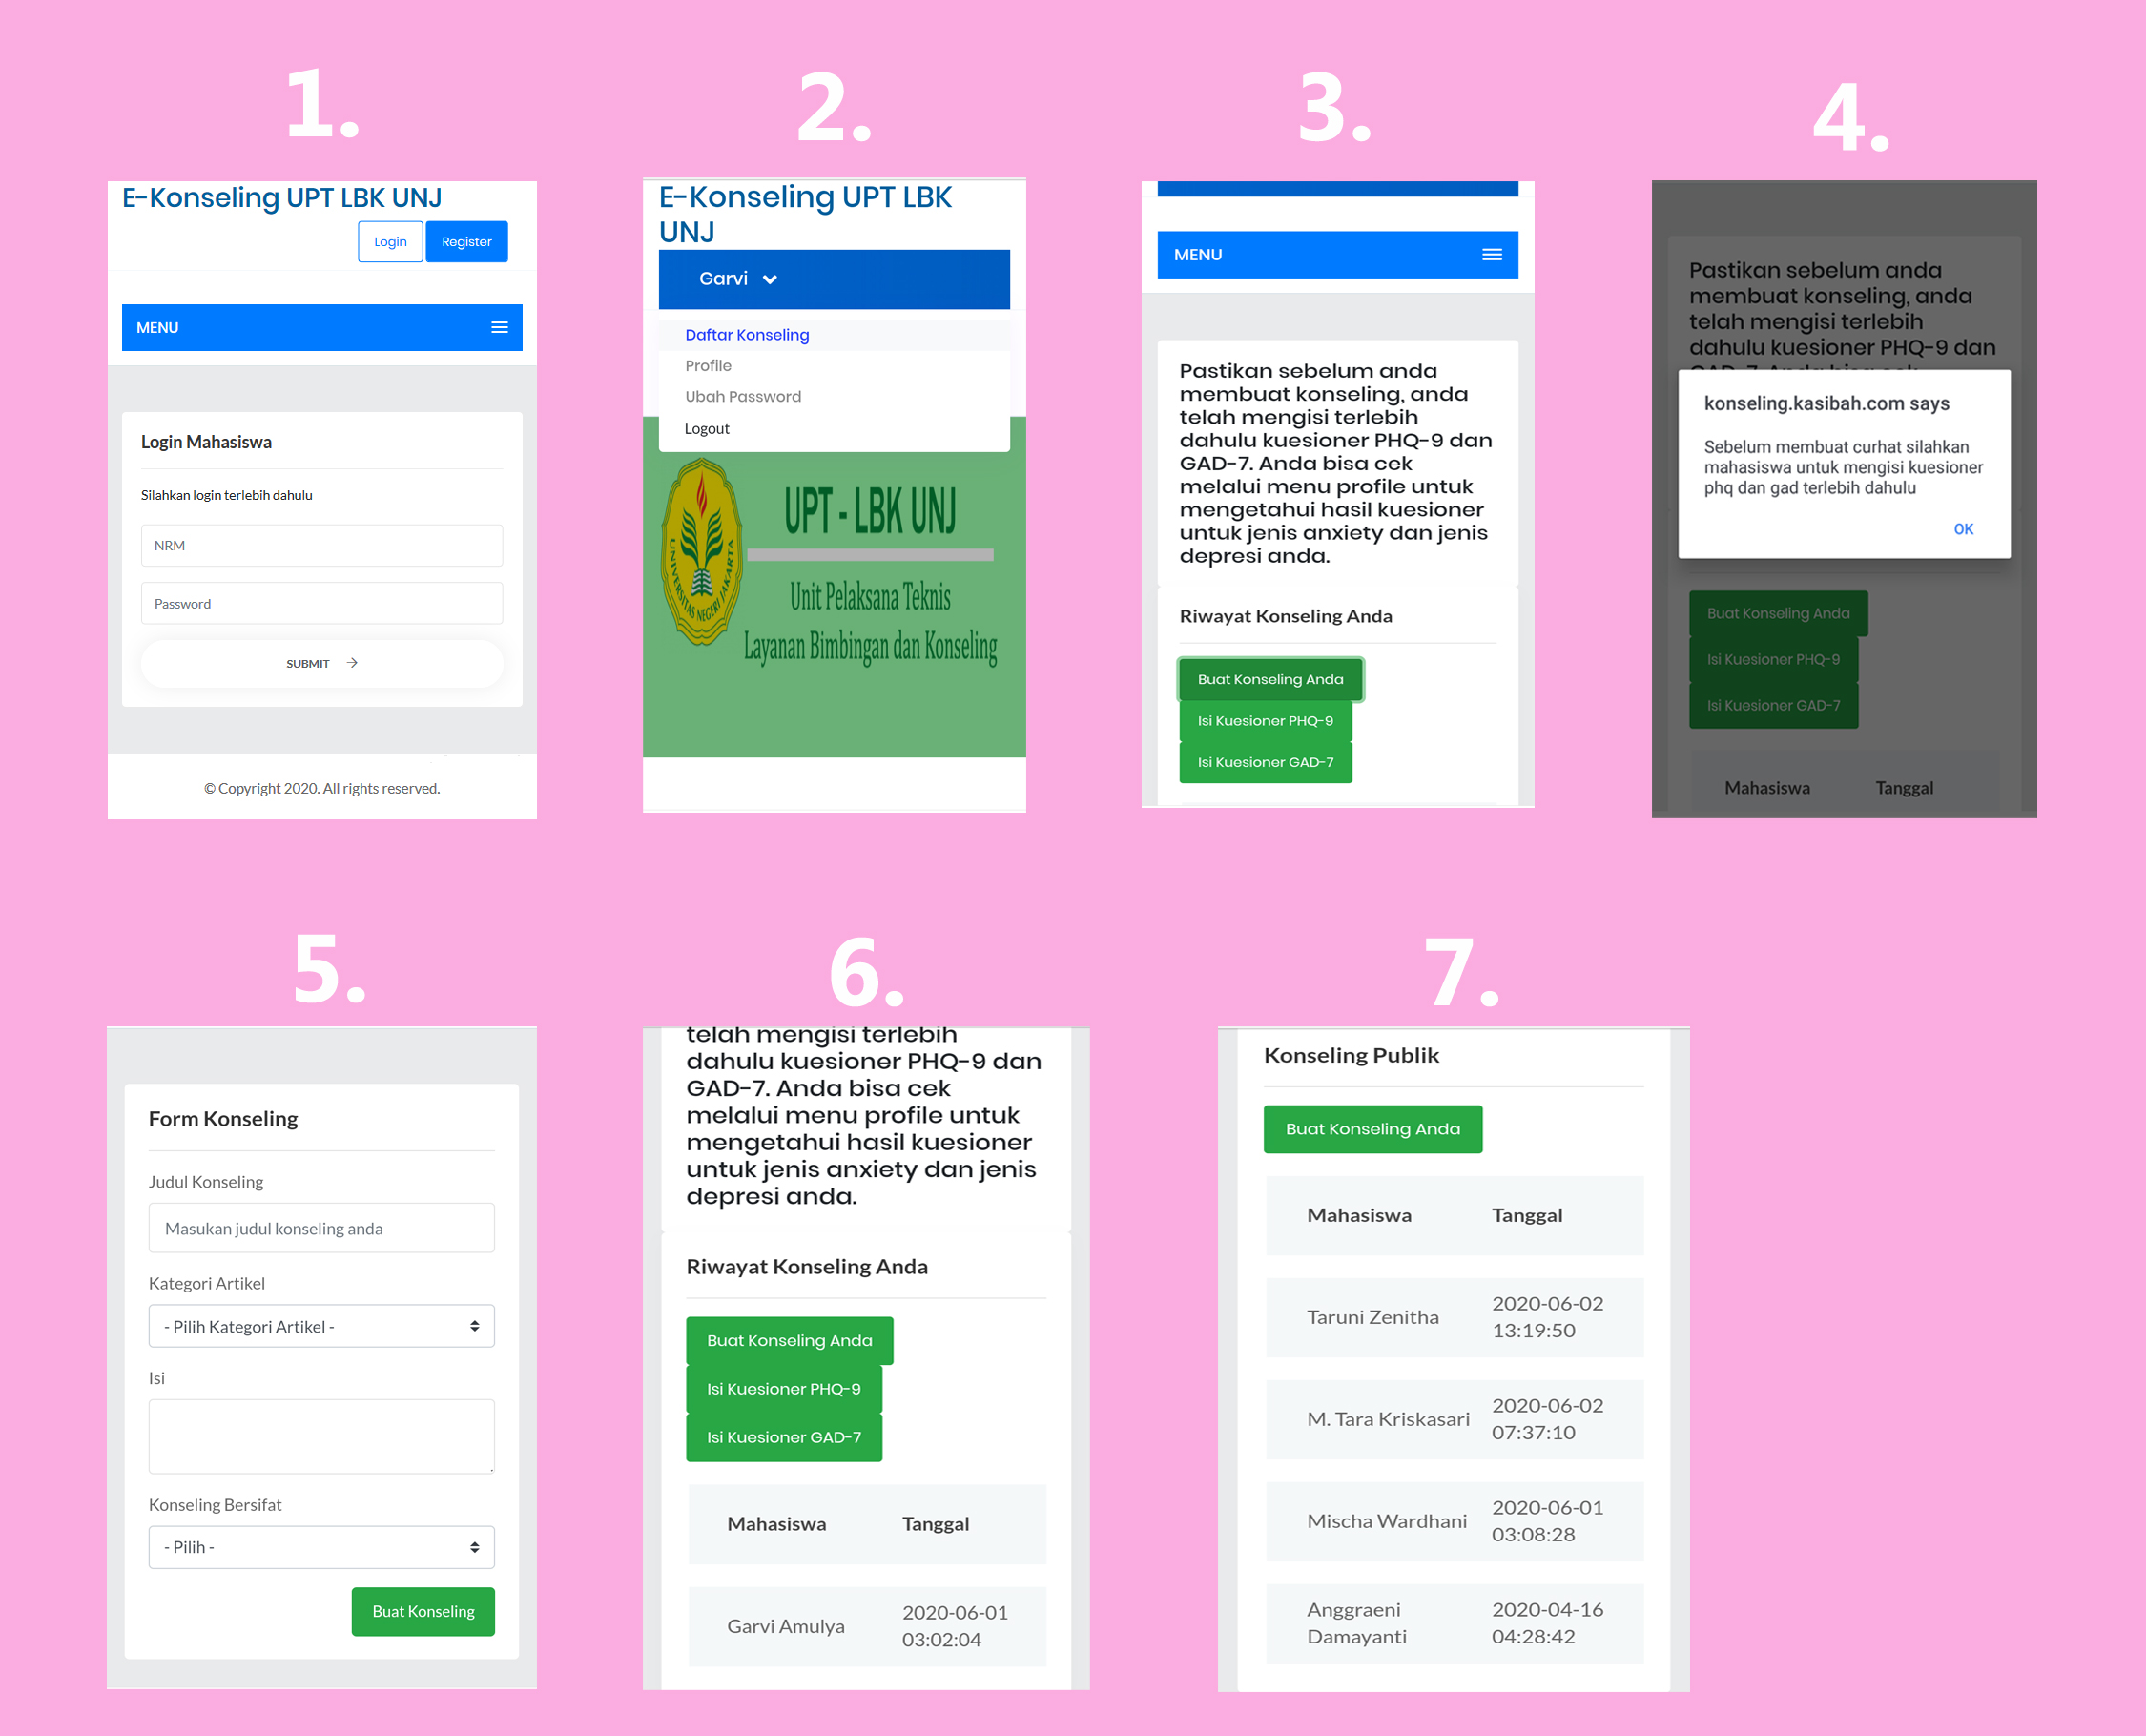 1.
E-Konseling UPT LBK UNJ
Login
Register
MENU
Login Mahasiswa
Silahkan login terlebih dahulu
NRM
Password
SUBMIT →
© Copyright 2020. All rights reserved.
2.
E-Konseling UPT LBK
UNJ
Garvi
Daftar Konseling
Profile
Ubah Password
Logout
UNIVERSITAS NEGERI JAKARTA
UPT - LBK UNJ
Unit Pelaksana Teknis
Layanan Bimbingan dan Konseling
3.
MENU
Pastikan sebelum anda
membuat konseling, anda
telah mengisi terlebih
dahulu kuesioner PHQ-9 dan
GAD-7. Anda bisa cek
melalui menu profile untuk
mengetahui hasil kuesioner
untuk jenis anxiety dan jenis
depresi anda.
Riwayat Konseling Anda
Buat Konseling Anda
Isi Kuesioner PHQ-9
Isi Kuesioner GAD-7
4.
Pastikan sebelum anda
membuat konseling, anda
telah mengisi terlebih
dahulu kuesioner PHQ-9 dan
GAD-7. Anda bisa cek
konseling.kasibah.com says
Sebelum membuat curhat silahkan
mahasiswa untuk mengisi kuesioner
phq dan gad terlebih dahulu
OK
Buat Konseling Anda
Isi Kuesioner PHQ-9
Isi Kuesioner GAD-7
Mahasiswa Tanggal
5.
Form Konseling
Judul Konseling
Masukan judul konseling anda
Kategori Artikel
- Pilih Kategori Artikel -
Isi
Konseling Bersifat
- Pilih -
Buat Konseling
6.
telah mengisi terlebih
dahulu kuesioner PHQ-9 dan
GAD-7. Anda bisa cek
melalui menu profile untuk
mengetahui hasil kuesioner
untuk jenis anxiety dan jenis
depresi anda.
Riwayat Konseling Anda
Buat Konseling Anda
Isi Kuesioner PHQ-9
Isi Kuesioner GAD-7
Mahasiswa Tanggal
Garvi Amulya 2020-06-01
03:02:04
7.
Konseling Publik
Buat Konseling Anda
Mahasiswa Tanggal
Taruni Zenitha 2020-06-02
13:19:50
M. Tara Kriskasari 2020-06-02
07:37:10
Mischa Wardhani 2020-06-01
03:08:28
Anggraeni 2020-04-16
Damayanti 04:28:42